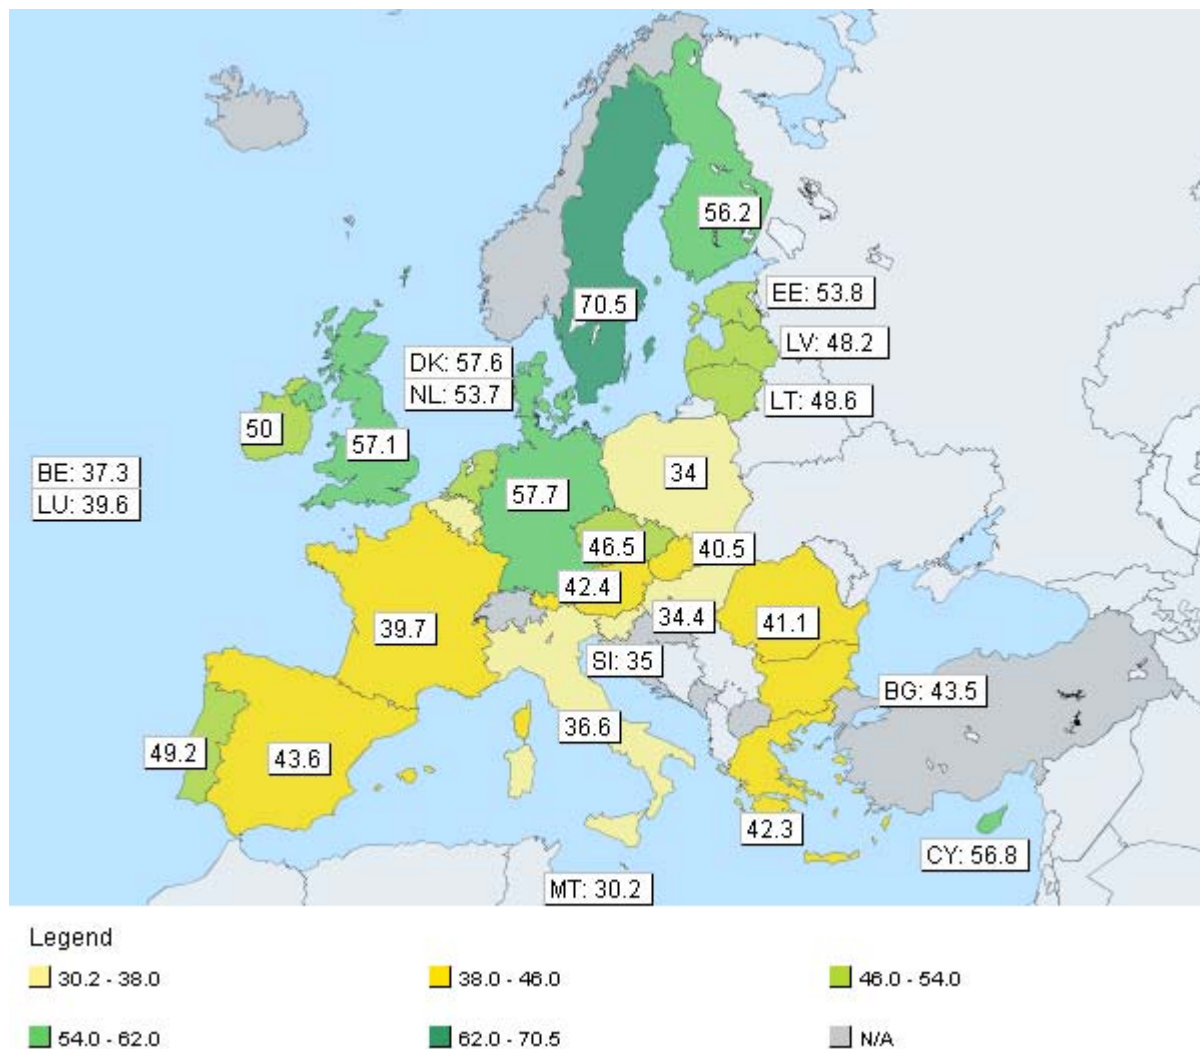 56.2
EE: 53.8
70.5
LV: 48.2
DK: 57.6
NL: 53.7
LT: 48.6
50
57.1
BE: 37.3
LU: 39.6
34
57.7
46.5
40.5
42.4
39.7
34.4
41.1
SI: 35
BG: 43.5
36.6
49.2
43.6
42.3
CY: 56.8
MT: 30.2
Legend
30.2 - 38.0
38.0 - 46.0
46.0 - 54.0
54.0 - 62.0
62.0 - 70.5
N/A